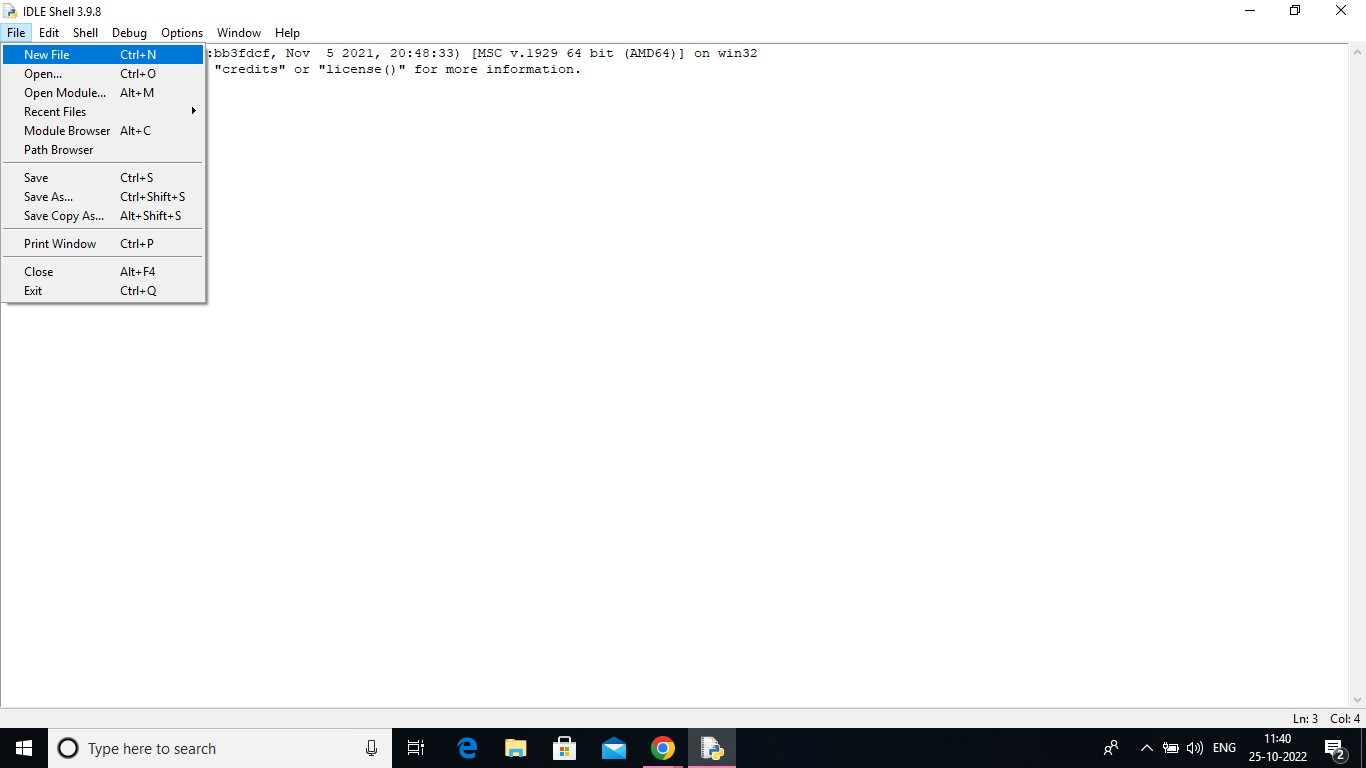 IDLE Shell 3.9.8
File Edit Shell Debug Options Window Help
:bb3fdcf, Nov  5 2021, 20:48:33) [MSC v.1929 64 bit (AMD64)] on win32
"credits" or "license()" for more information.
New File Ctrl+N
Open... Ctrl+O
Open Module... Alt+M
Recent Files
Module Browser Alt+C
Path Browser
Save Ctrl+S
Save As... Ctrl+Shift+S
Save Copy As... Alt+Shift+S
Print Window Ctrl+P
Close Alt+F4
Exit Ctrl+Q
Ln: 3 Col: 4
Type here to search
ENG
11:40
25-10-2022
2